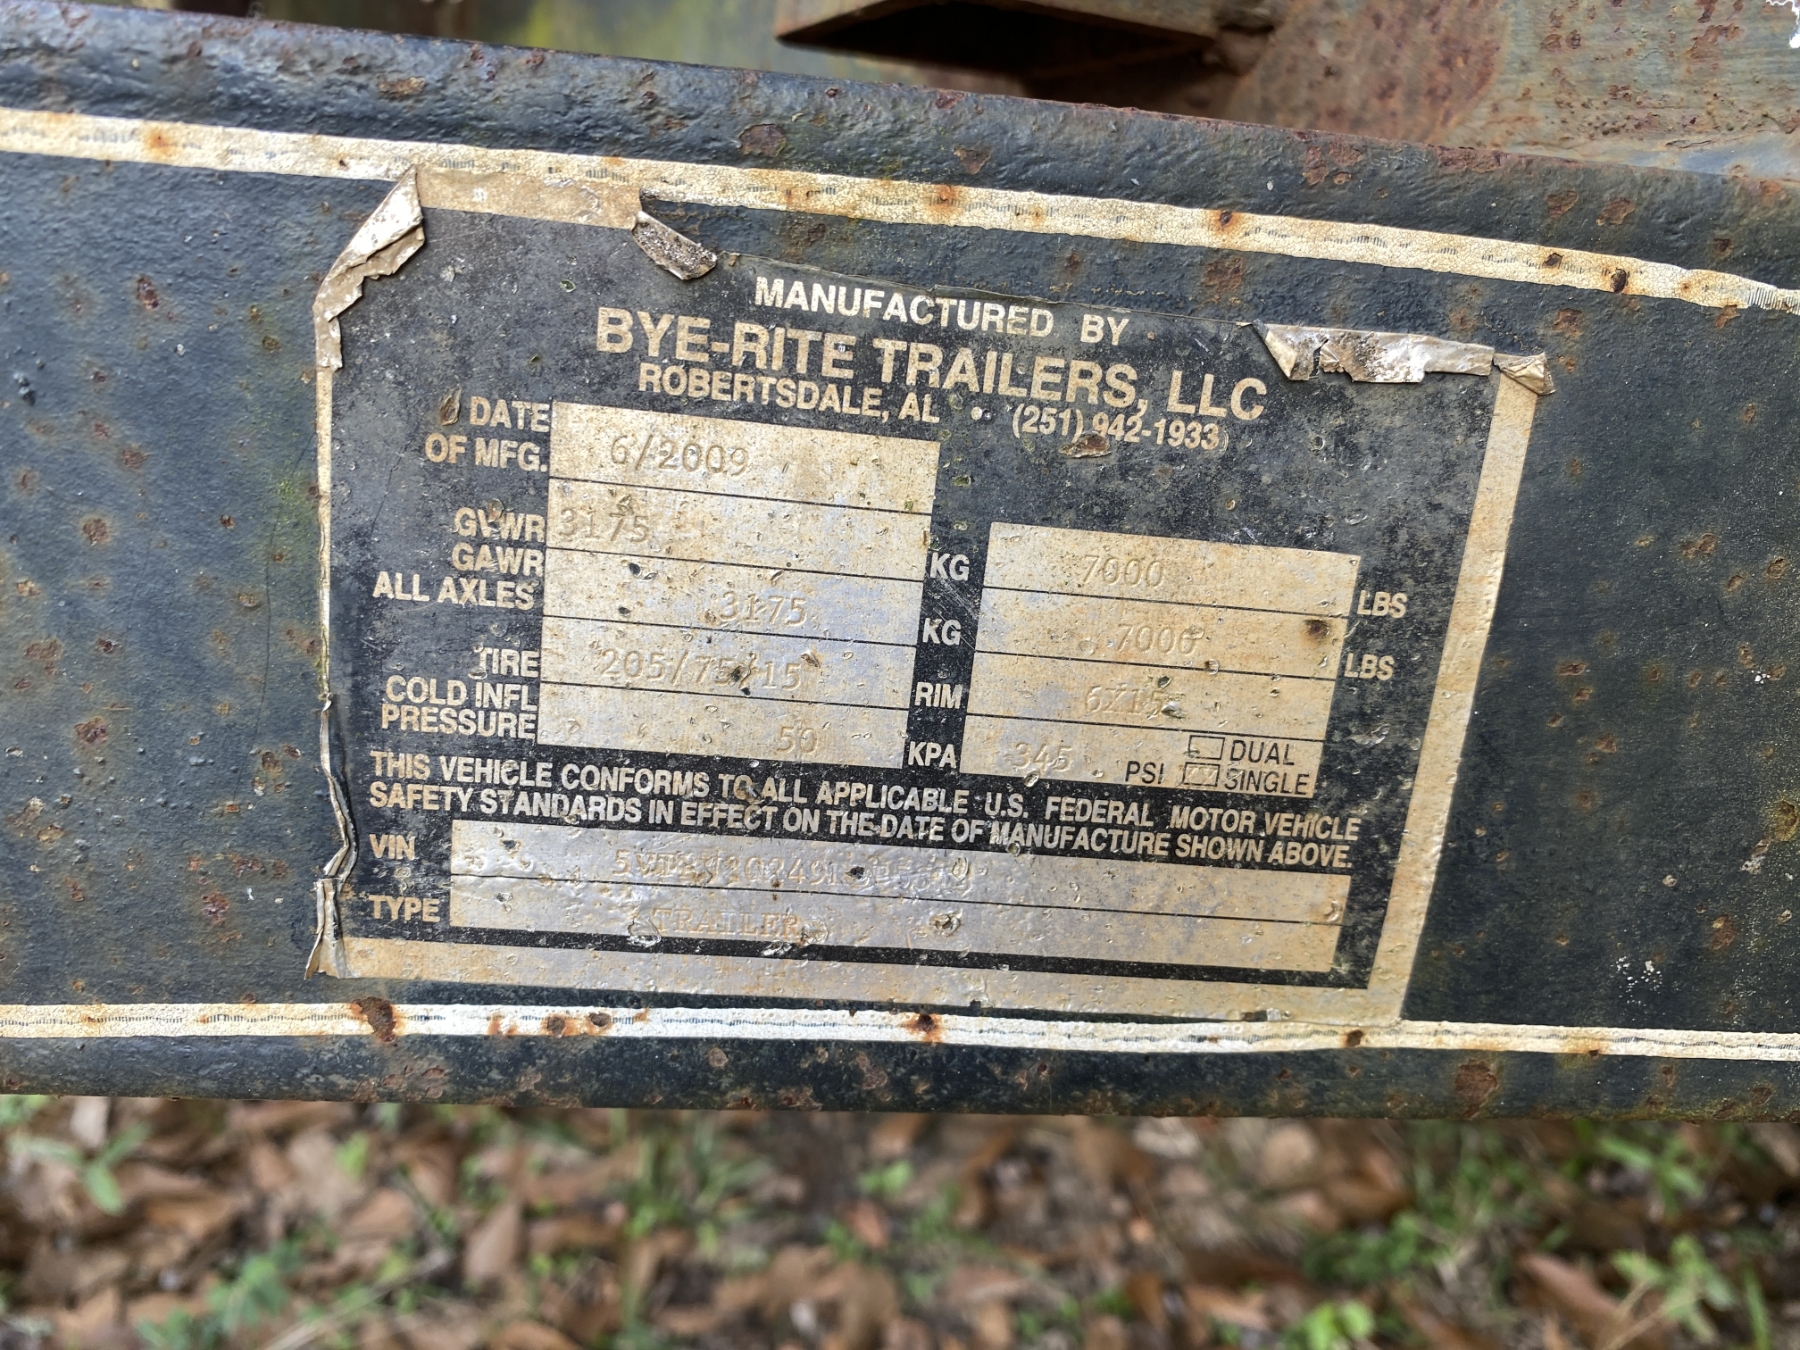 MANUFACTURED BY
BYE-RITE TRAILERS, LLC
ROBERTSDALE, AL • (251) 942-1933
DATE OF MFG. 6/2009
GVWR 3175 KG 7000 LBS
GAWR ALL AXLES 3175 KG 7000 LBS
TIRE 205/75/15 RIM 6X15
COLD INFL PRESSURE 50 KPA 345 PSI DUAL SINGLE
THIS VEHICLE CONFORMS TO ALL APPLICABLE U.S. FEDERAL MOTOR VEHICLE
SAFETY STANDARDS IN EFFECT ON THE DATE OF MANUFACTURE SHOWN ABOVE.
VIN
TYPE TRAILER